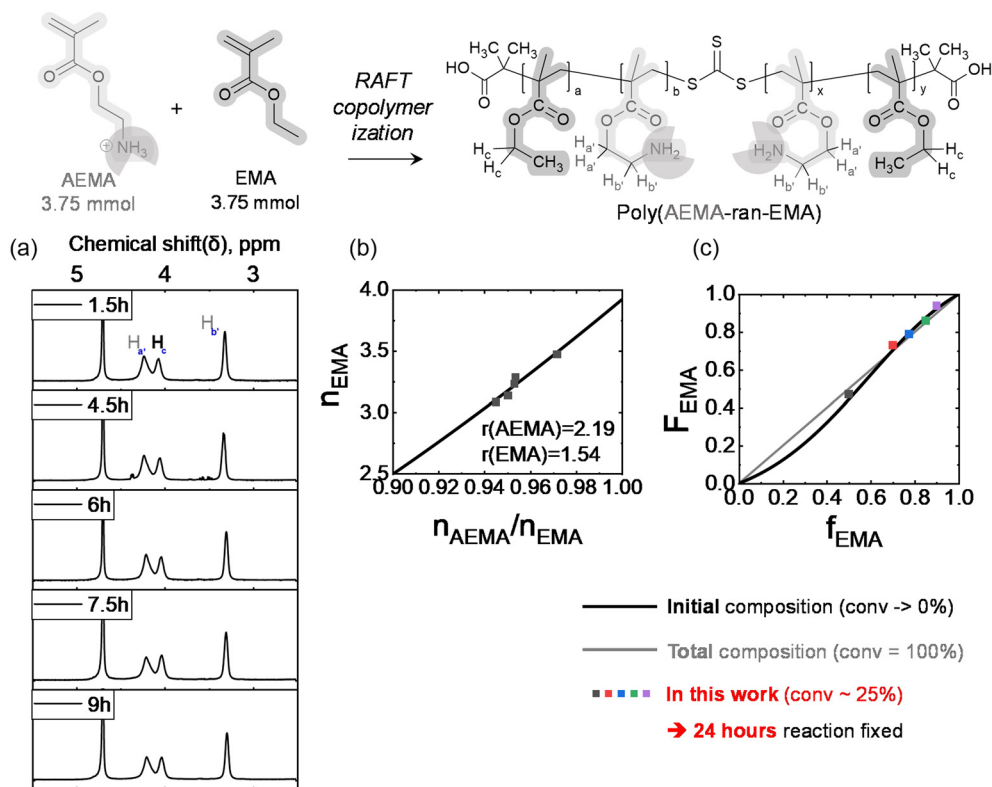 O
O
⊕
NH₃
AEMA
3.75 mmol
+
O
O
EMA
3.75 mmol
RAFT
copolymer
ization
H₃C
CH₃
HO
O
a
b
S
S
S
x
y
H₃C
CH₃
OH
O
O
C
O
O
C
O
O
C
O
O
C
O
Hc
Hc
CH₃
Ha'
Ha'
NH₂
Hb'
Hb'
H₂N
Ha'
Ha'
Hb'
Hb'
H₃C
Hc
Hc
Poly(AEMA-ran-EMA)
(a)
Chemical shift(δ), ppm
5
4
3
1.5h
Ha'
Hc
Hb'
4.5h
6h
7.5h
9h
(b)
4.0
3.5
3.0
2.5
nEMA
r(AEMA)=2.19
r(EMA)=1.54
0.90 0.92 0.94 0.96 0.98 1.00
nAEMA/nEMA
(c)
1.0
0.8
0.6
0.4
0.2
0.0
FEMA
0.0 0.2 0.4 0.6 0.8 1.0
fEMA
Initial composition (conv -> 0%)
Total composition (conv = 100%)
In this work (conv ~ 25%)
➔ 24 hours reaction fixed